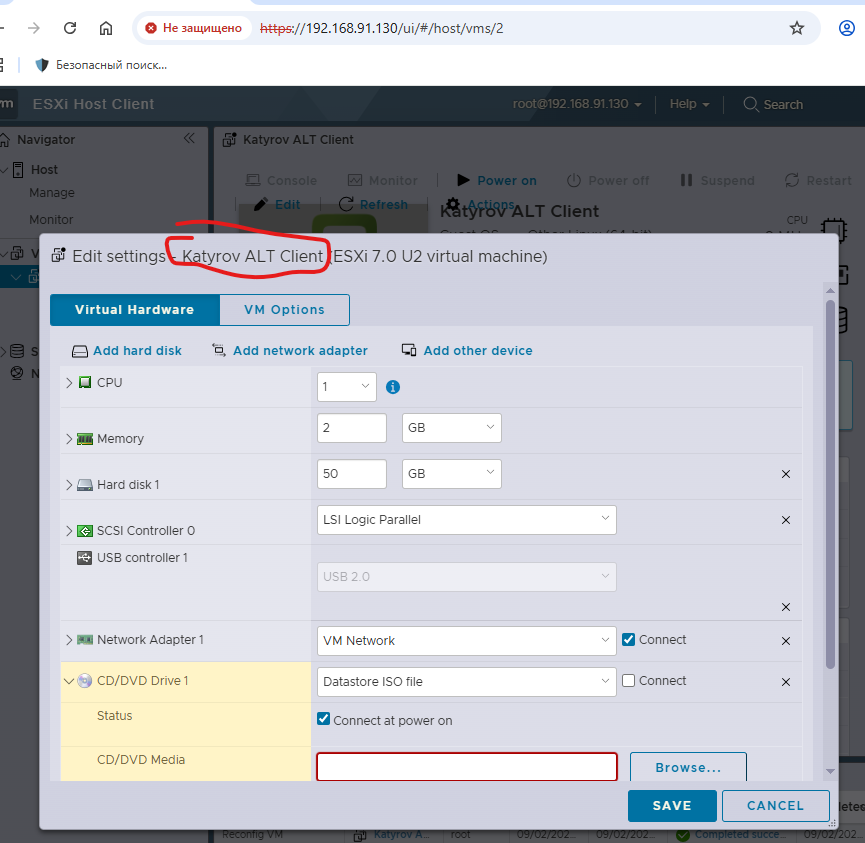 Не защищено https://192.168.91.130/ui/#/host/vms/2
Безопасный поиск...
vm ESXi Host Client root@192.168.91.130 Help Search
Navigator Katyrov ALT Client
Host Console Monitor Power on Power off Suspend Restart
Manage Edit Refresh Actions
Monitor Katyrov ALT Client CPU
Edit settings - Katyrov ALT Client (ESXi 7.0 U2 virtual machine)
Virtual Hardware VM Options
Add hard disk Add network adapter Add other device
CPU 1
Memory 2 GB
Hard disk 1 50 GB
SCSI Controller 0 LSI Logic Parallel
USB controller 1 USB 2.0
Network Adapter 1 VM Network Connect
CD/DVD Drive 1 Datastore ISO file Connect
Status Connect at power on
CD/DVD Media Browse...
SAVE CANCEL
Reconfig VM Katyrov A... root 09/02/202... 09/02/202... Completed succe... 09/02/202...